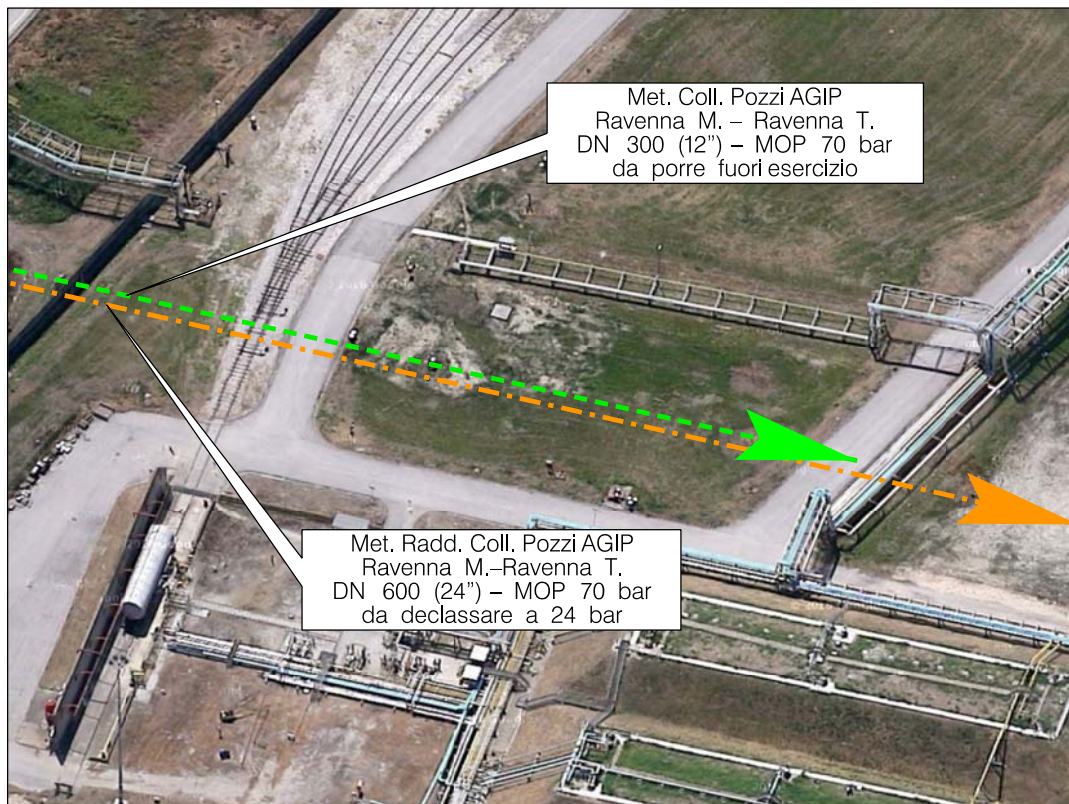 Met. Coll. Pozzi AGIP
Ravenna M. – Ravenna T.
DN 300 (12") – MOP 70 bar
da porre fuori esercizio
Met. Radd. Coll. Pozzi AGIP
Ravenna M.–Ravenna T.
DN 600 (24") – MOP 70 bar
da declassare a 24 bar